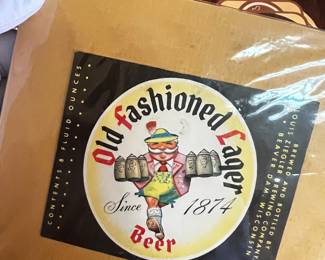 CONTENTS 8 FLUID OUNCES
Old Fashioned Lager
Since 1874
Beer
BREWED AND BOTTLED BY
LOUIS ZIEGLER BREWING COMPANY
BEAVER DAM, WISCONSIN